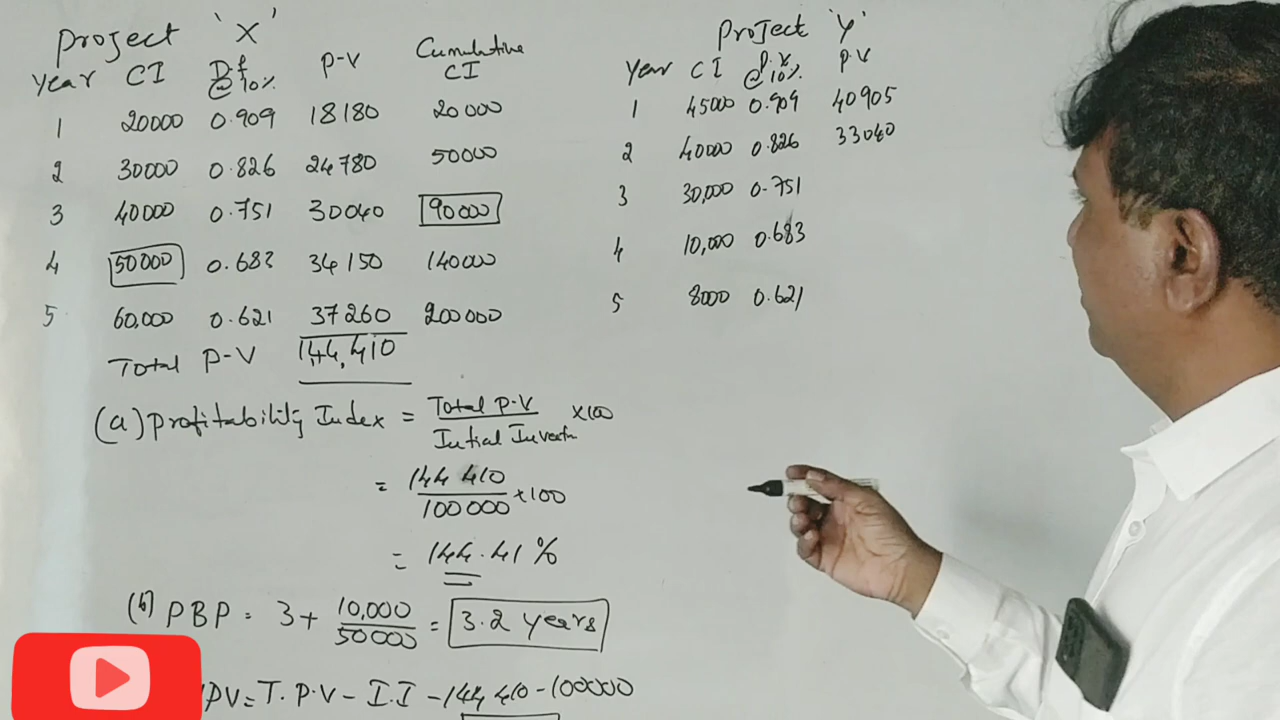 Project 'X'
Year CI D.f @10% P-V Cumulative CI
1 20000 0.909 18180 20000
2 30000 0.826 24780 50000
3 40000 0.751 30040 90000
4 50000 0.683 34150 140000
5 60,000 0.621 37260 200000
Total P-V 1,44,410
(a) Profitability Index = Total P.V / Initial Investn ×100
= 144410 / 100000 ×100
= 144.41%
(b) PBP = 3+ 10,000 / 50000 = 3.2 Years
PV = T.P.V - I.I - 144410 - 100000
Project 'Y'
Year CI @10% P.V
1 45000 0.909 40905
2 40000 0.826 33040
3 30,000 0.751
4 10,000 0.683
5 8000 0.621